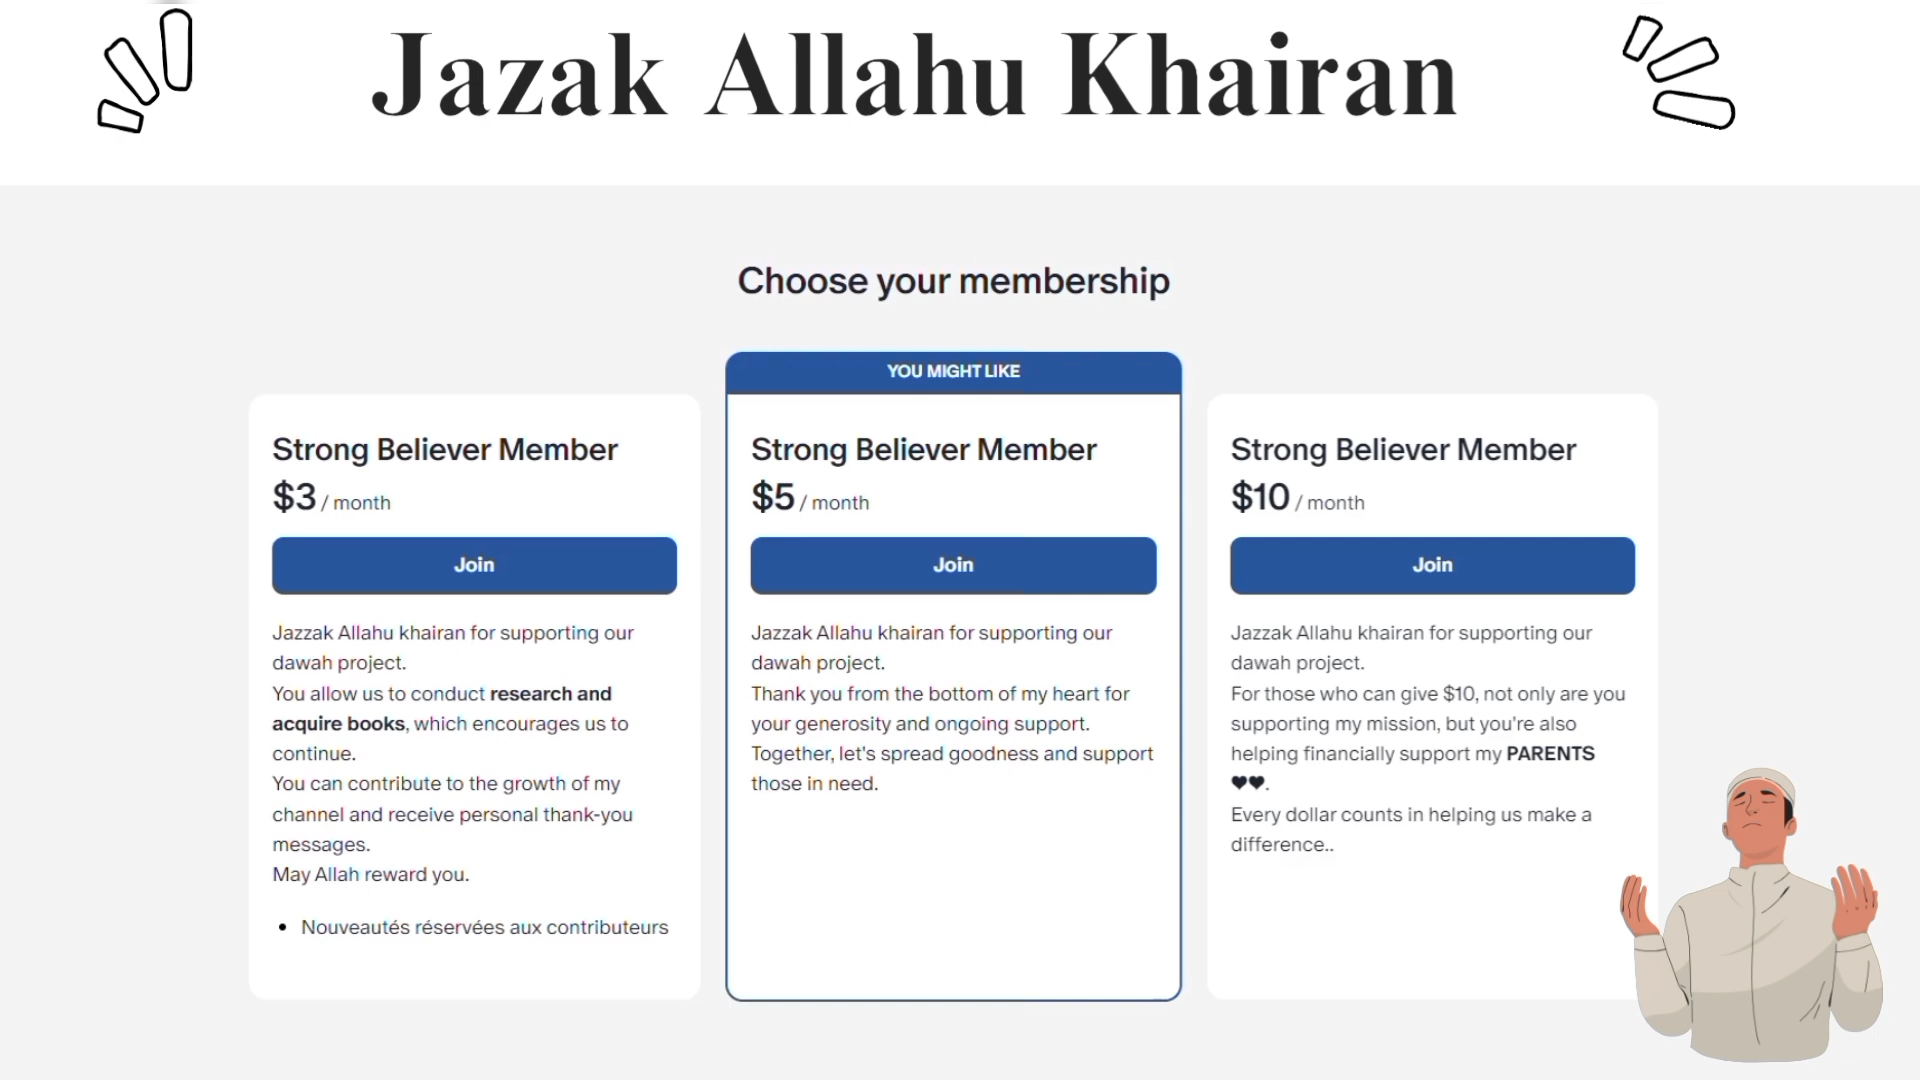 Jazak Allahu Khairan
Choose your membership
YOU MIGHT LIKE
Strong Believer Member
$3 / month
Join
Jazzak Allahu khairan for supporting our
dawah project.
You allow us to conduct research and
acquire books, which encourages us to
continue.
You can contribute to the growth of my
channel and receive personal thank-you
messages.
May Allah reward you.
• Nouveautés réservées aux contributeurs
Strong Believer Member
$5 / month
Join
Jazzak Allahu khairan for supporting our
dawah project.
Thank you from the bottom of my heart for
your generosity and ongoing support.
Together, let's spread goodness and support
those in need.
Strong Believer Member
$10 / month
Join
Jazzak Allahu khairan for supporting our
dawah project.
For those who can give $10, not only are you
supporting my mission, but you're also
helping financially support my PARENTS
♥♥.
Every dollar counts in helping us make a
difference..